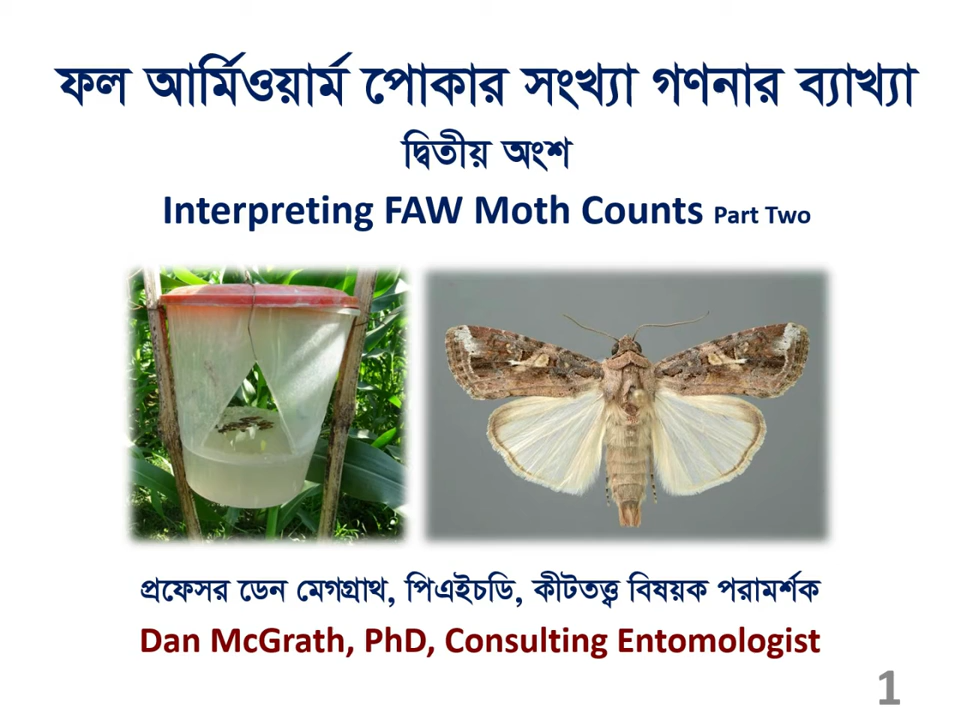 ফল আর্মিওয়ার্ম পোকার সংখ্যা গণনার ব্যাখ্যা
দ্বিতীয় অংশ
Interpreting FAW Moth Counts Part Two
প্রফেসর ডেন মেগগ্রাথ, পিএইচডি, কীটতত্ত্ব বিষয়ক পরামর্শক
Dan McGrath, PhD, Consulting Entomologist
1